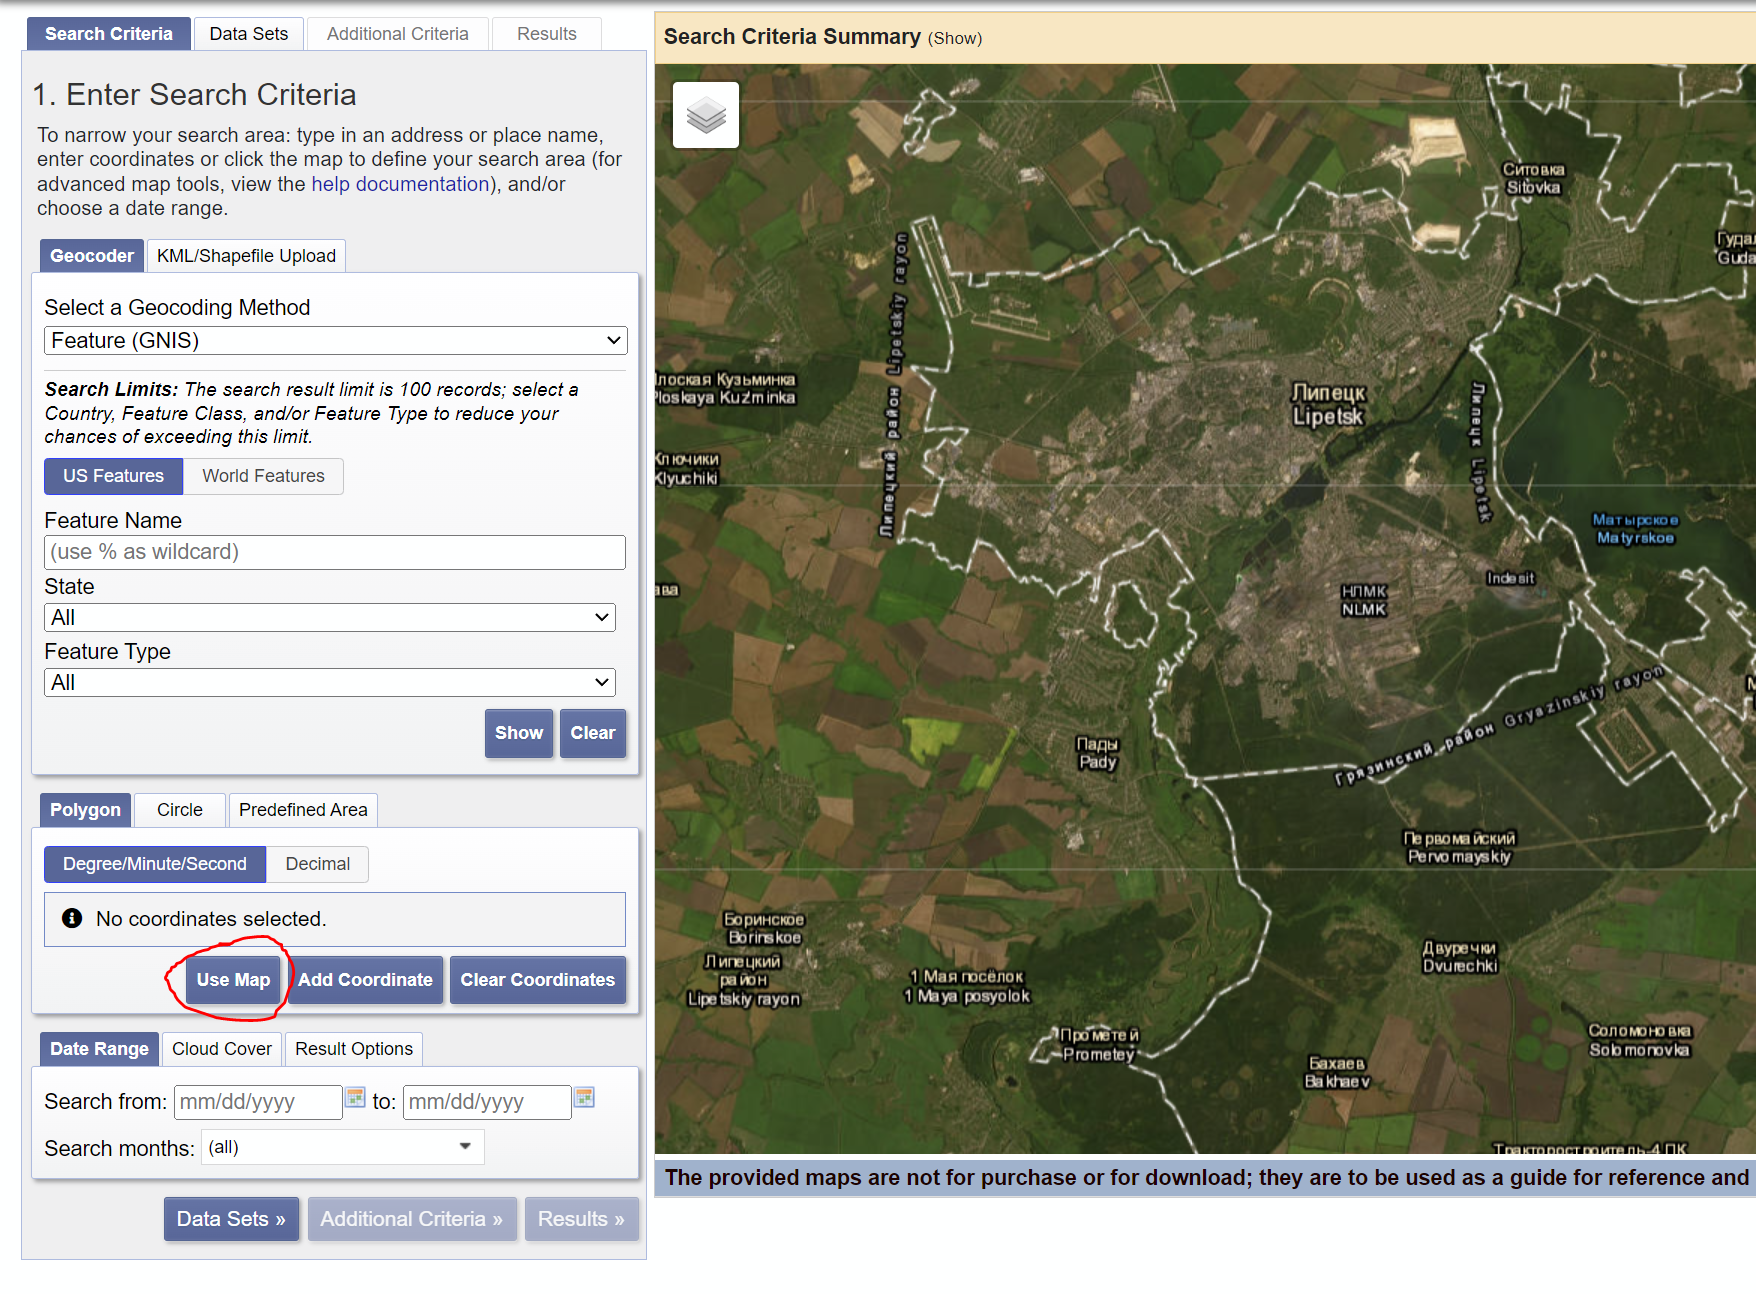 Search Criteria
Data Sets
Additional Criteria
Results
1. Enter Search Criteria
To narrow your search area: type in an address or place name,
enter coordinates or click the map to define your search area (for
advanced map tools, view the help documentation), and/or
choose a date range.
Geocoder
KML/Shapefile Upload
Select a Geocoding Method
Feature (GNIS)
Search Limits: The search result limit is 100 records; select a
Country, Feature Class, and/or Feature Type to reduce your
chances of exceeding this limit.
US Features
World Features
Feature Name
(use % as wildcard)
State
All
Feature Type
All
Show
Clear
Polygon
Circle
Predefined Area
Degree/Minute/Second
Decimal
No coordinates selected.
Use Map
Add Coordinate
Clear Coordinates
Date Range
Cloud Cover
Result Options
Search from: mm/dd/yyyy to: mm/dd/yyyy
Search months: (all)
Data Sets »
Additional Criteria »
Results »
Search Criteria Summary (Show)
Ситовка
Sitovka
Гуда
Guda
Липецкий район Lipetskiy rayon
лоская Кузьминка
Ploskaya Kuz'minka
Липецк
Lipetsk
Липецк Lipetsk
Ключики
Klyuchiki
Матырское
Matyrskoe
Indesit
ава
НЛМК
NLMK
Грязинский район Gryazinskiy rayon
Пады
Pady
Первомайский
Pervomayskiy
Боринское
Borinskoe
Липецкий
район
Lipetskiy rayon
1 Мая посёлок
1 Maya posyolok
Двуречки
Dvurechki
Прометей
Prometey
Соломоновка
Solomonovka
Бахаев
Bakhaev
Тракторостроитель-4 ПК
The provided maps are not for purchase or for download; they are to be used as a guide for reference and